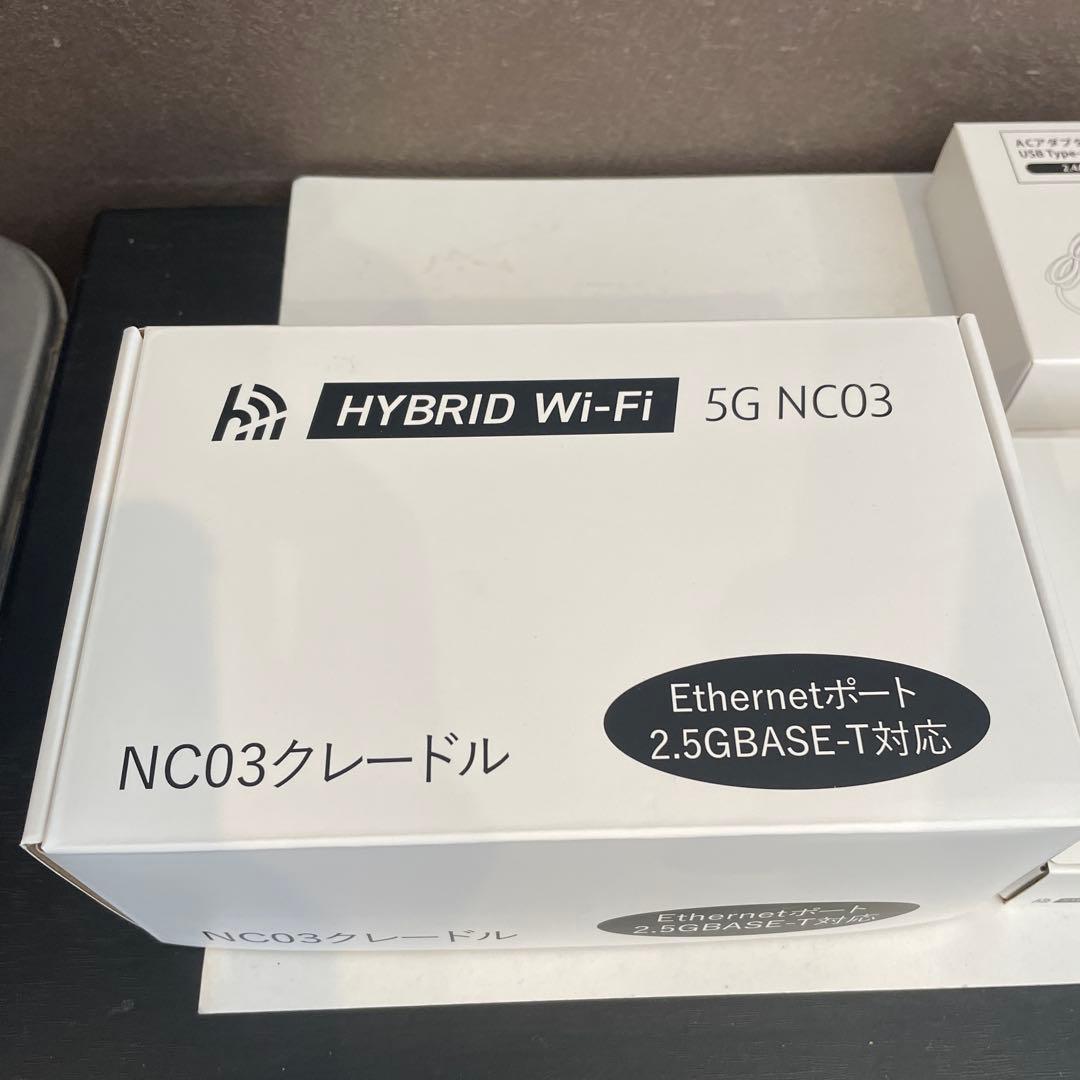 ACアダプタ
USB Type-
HYBRID Wi-Fi 5G NC03
Ethernetポート
2.5GBASE-T対応
NC03クレードル
Ethernetポート
2.5GBASE-T対応
NC03クレードル